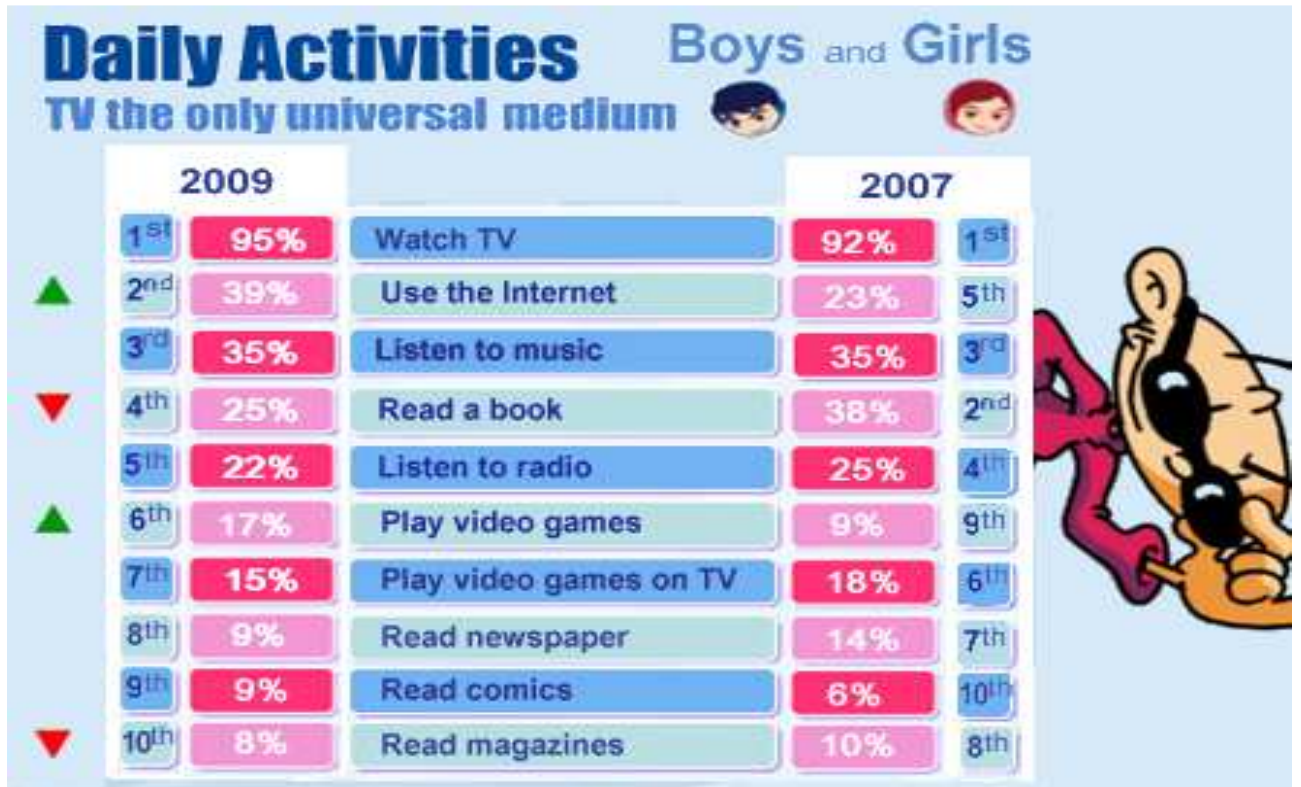 Daily Activities Boys and Girls
TV the only universal medium
2009 2007
1st 95% Watch TV 92% 1st
2nd 39% Use the Internet 23% 5th
3rd 35% Listen to music 35% 3rd
4th 25% Read a book 38% 2nd
5th 22% Listen to radio 25% 4th
6th 17% Play video games 9% 9th
7th 15% Play video games on TV 18% 6th
8th 9% Read newspaper 14% 7th
9th 9% Read comics 6% 10th
10th 8% Read magazines 10% 8th